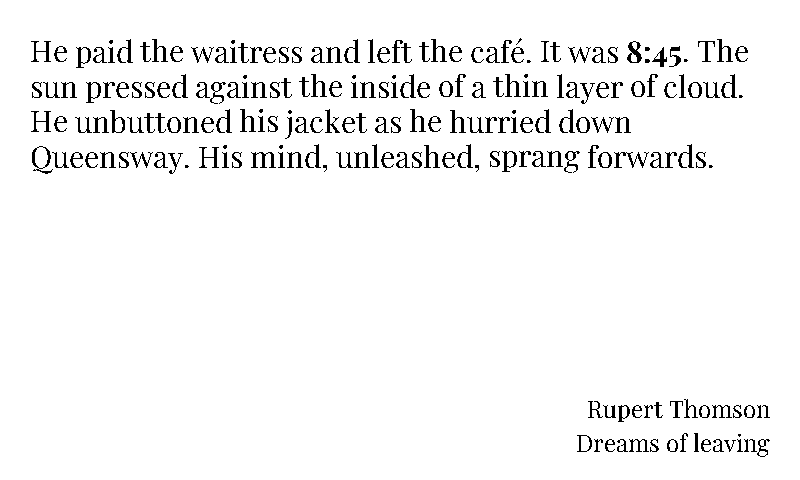 He paid the waitress and left the café. It was 8:45. The
sun pressed against the inside of a thin layer of cloud.
He unbuttoned his jacket as he hurried down
Queensway. His mind, unleashed, sprang forwards.
Rupert Thomson
Dreams of leaving